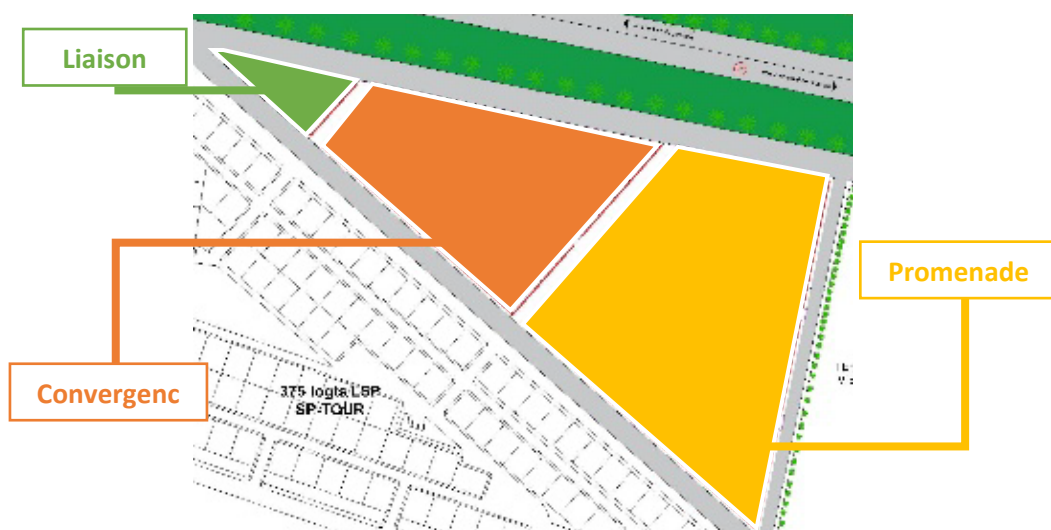 Liaison
Convergenc
Promenade
375 logts LSP
SP-TOUR